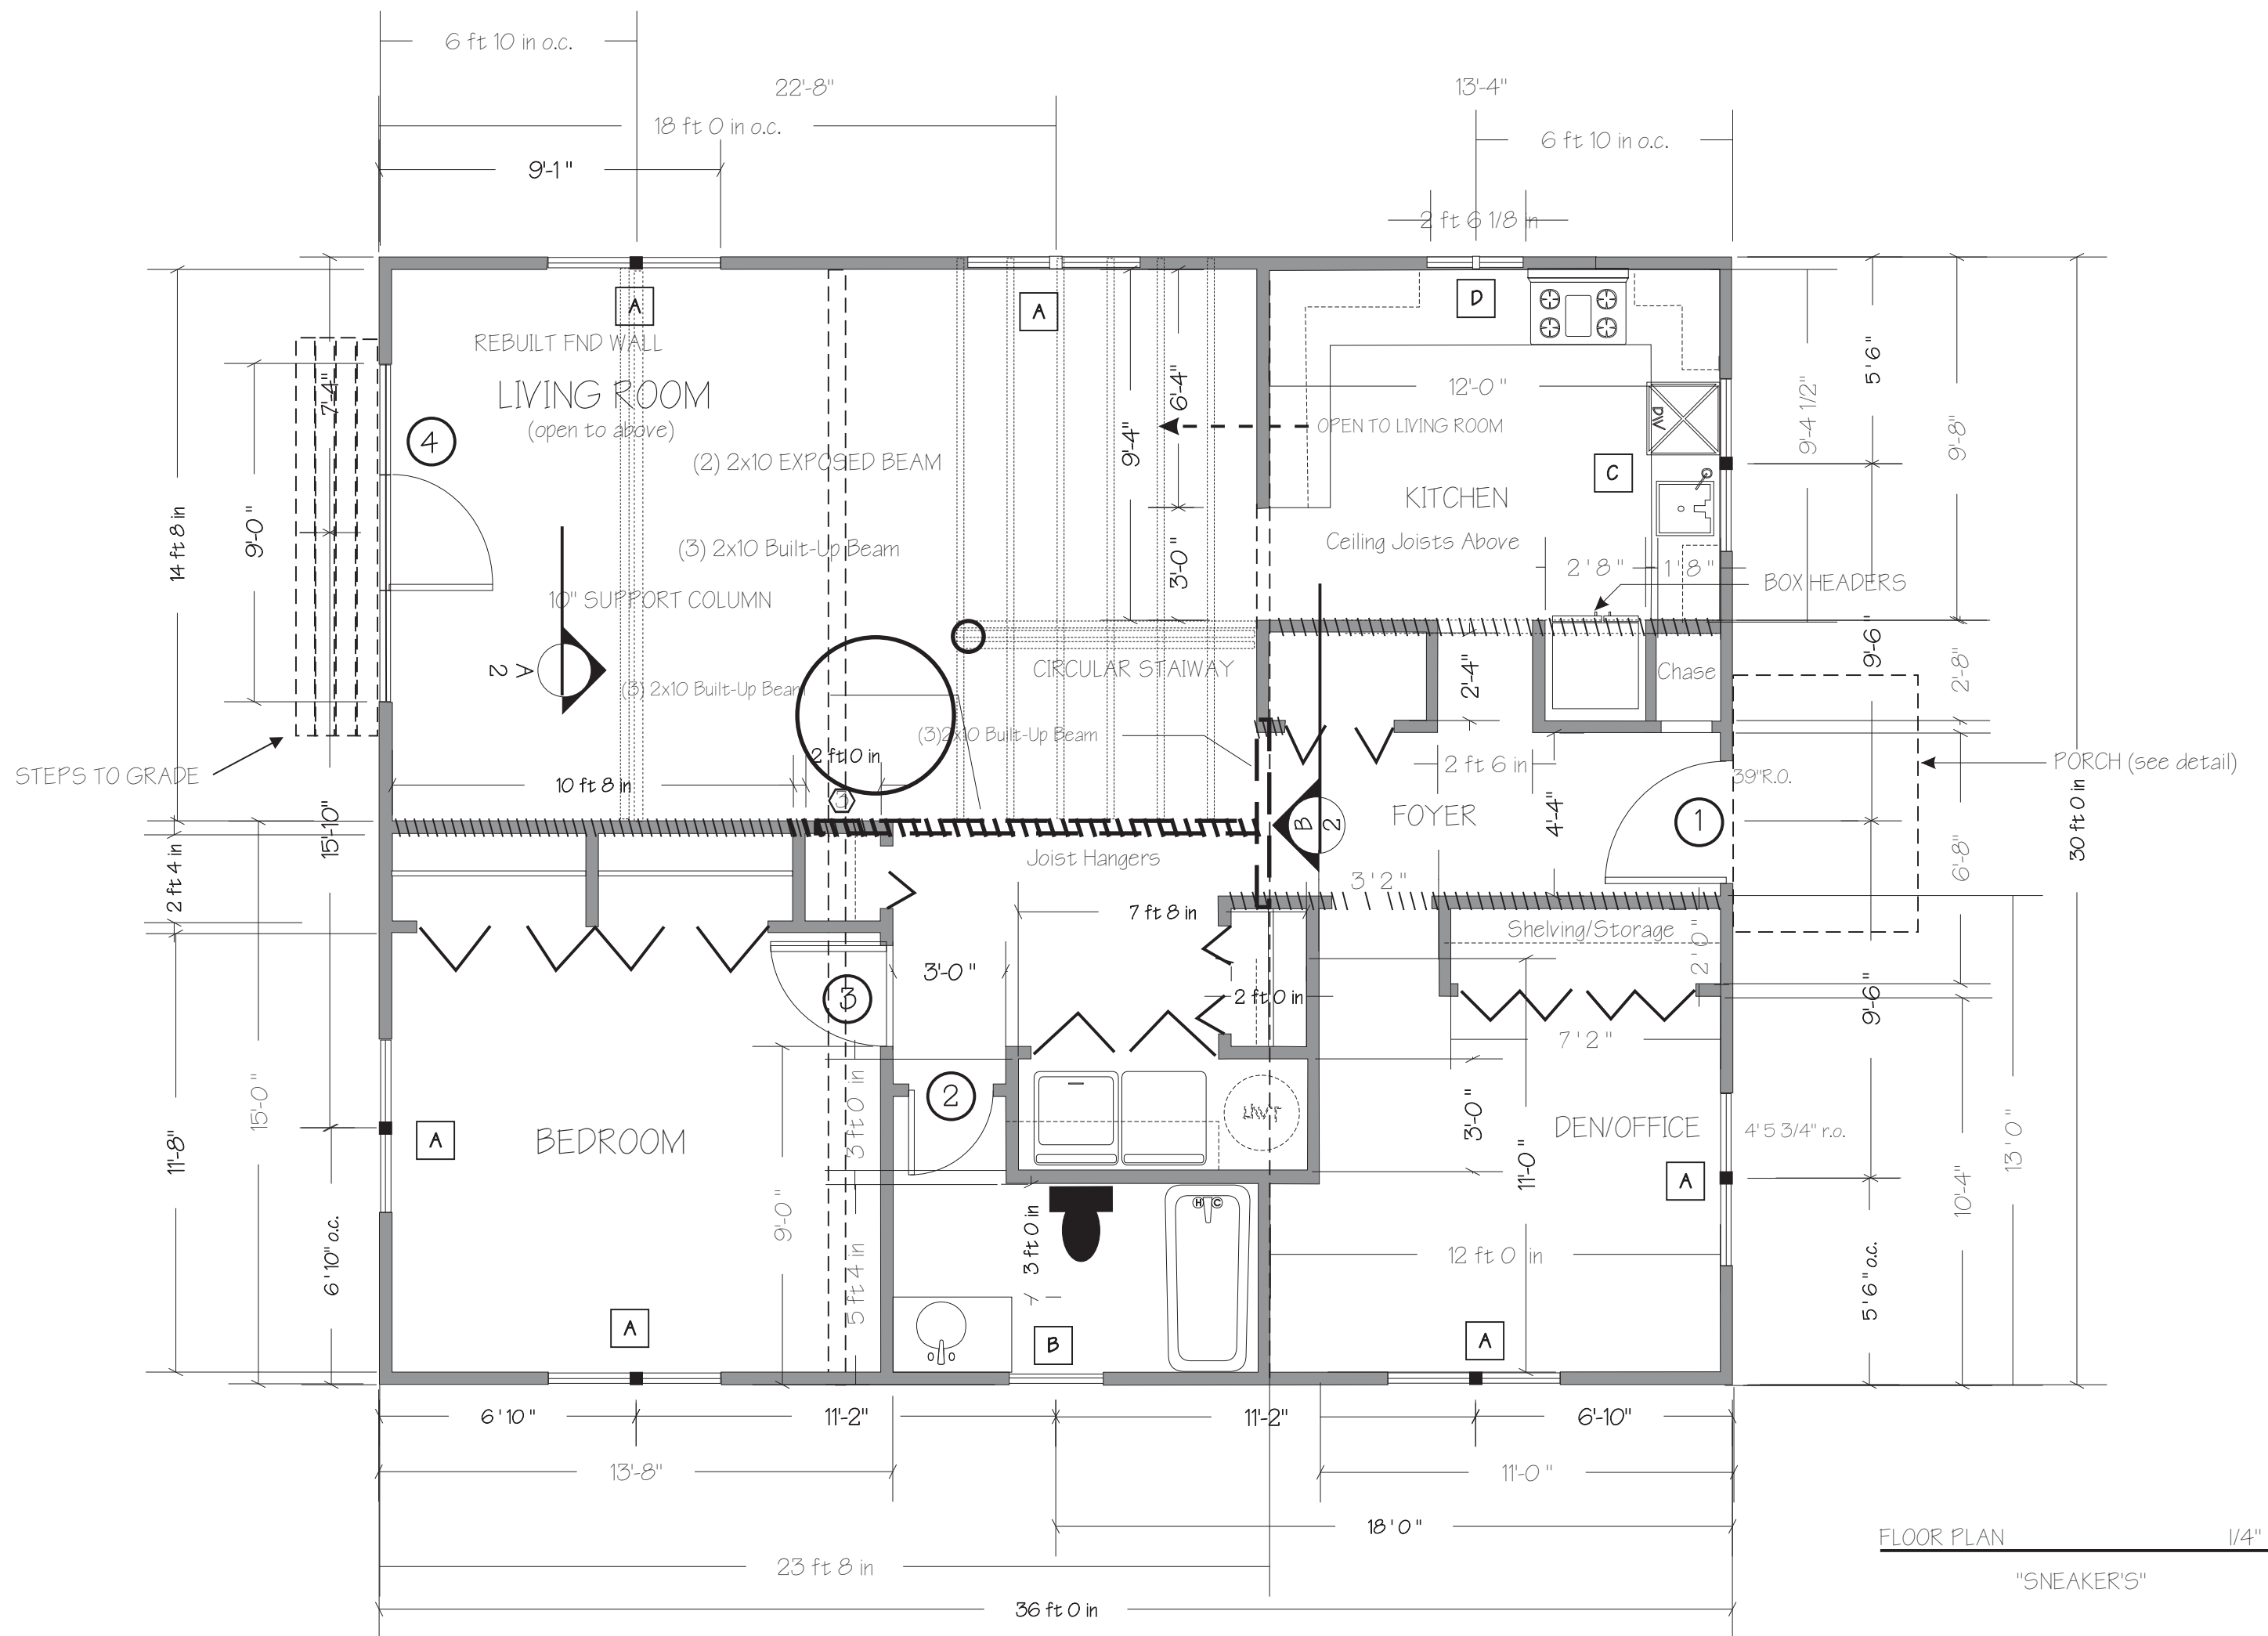 6 ft 10 in o.c.
22'-8"
13'-4"
18 ft 0 in o.c.
6 ft 10 in o.c.
9'-1"
2 ft 6 1/8 in
A
A
D
REBUILT FND WALL
LIVING ROOM
(open to above)
7'-4"
6'-4"
12'-0"
5' 6"
9'-4 1/2"
9'-8"
DW
OPEN TO LIVING ROOM
4
9'-4"
(2) 2x10 EXPOSED BEAM
C
KITCHEN
14 ft 8 in
9'-0"
(3) 2x10 Built-Up Beam
3'-0"
Ceiling Joists Above
2' 8"
1' 8"
BOX HEADERS
10" SUPPORT COLUMN
9'-6"
A
2
CIRCULAR STAIWAY
2'-4"
Chase
2'-8"
(3) 2x10 Built-Up Beam
(3)2x10 Built-Up Beam
2 ft 0 in
2 ft 6 in
STEPS TO GRADE
10 ft 8 in
39"R.O.
PORCH (see detail)
3
FOYER
4'-4"
1
B
2
30 ft 0 in
15'-10"
Joist Hangers
2 ft 4 in
6'-8"
3' 2"
7 ft 8 in
Shelving/Storage
2'-0"
3'-0"
2 ft 0 in
3
9'-6"
7' 2"
2
3 ft 0 in
15'-0"
11'-8"
HWT
3'-0"
DEN/OFFICE
4' 5 3/4" r.o.
13' 0"
A
BEDROOM
11'-0"
A
10'-4"
9'-0"
3 ft 0 in
H
C
6' 10" o.c.
5 ft 4 in
12 ft 0 in
5' 6" o.c.
A
B
A
6' 10"
11'-2"
11'-2"
6'-10"
13'-8"
11'-0"
18' 0"
23 ft 8 in
36 ft 0 in
FLOOR PLAN
1/4"
"SNEAKER'S"